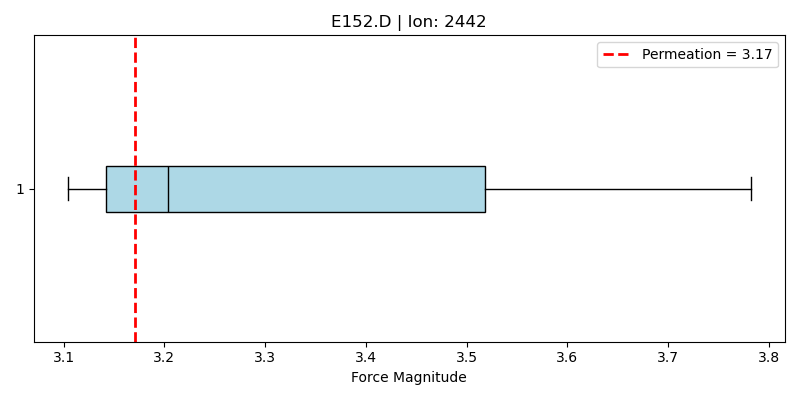 E152.D | Ion: 2442
Permeation = 3.17
1
3.1 3.2 3.3 3.4 3.5 3.6 3.7 3.8
Force Magnitude